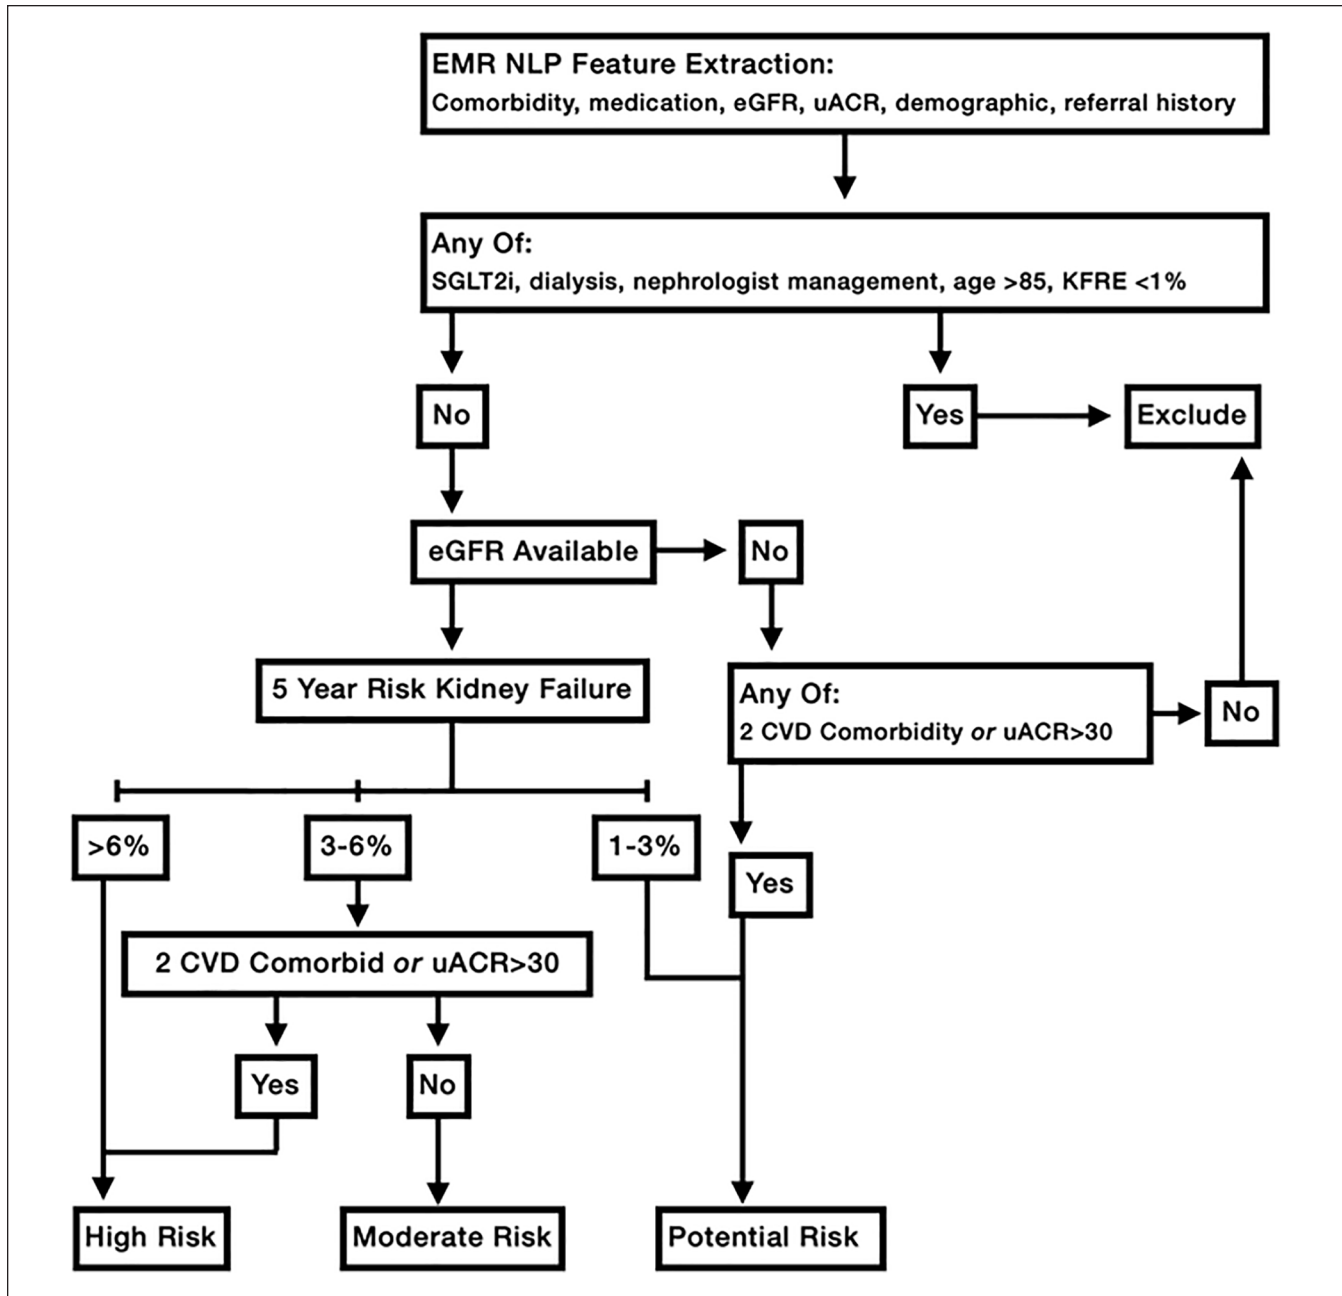 EMR NLP Feature Extraction:
Comorbidity, medication, eGFR, uACR, demographic, referral history
Any Of:
SGLT2i, dialysis, nephrologist management, age >85, KFRE <1%
No
Yes
Exclude
eGFR Available
No
5 Year Risk Kidney Failure
Any Of:
2 CVD Comorbidity or uACR>30
No
>6%
3-6%
1-3%
Yes
2 CVD Comorbid or uACR>30
Yes
No
High Risk
Moderate Risk
Potential Risk